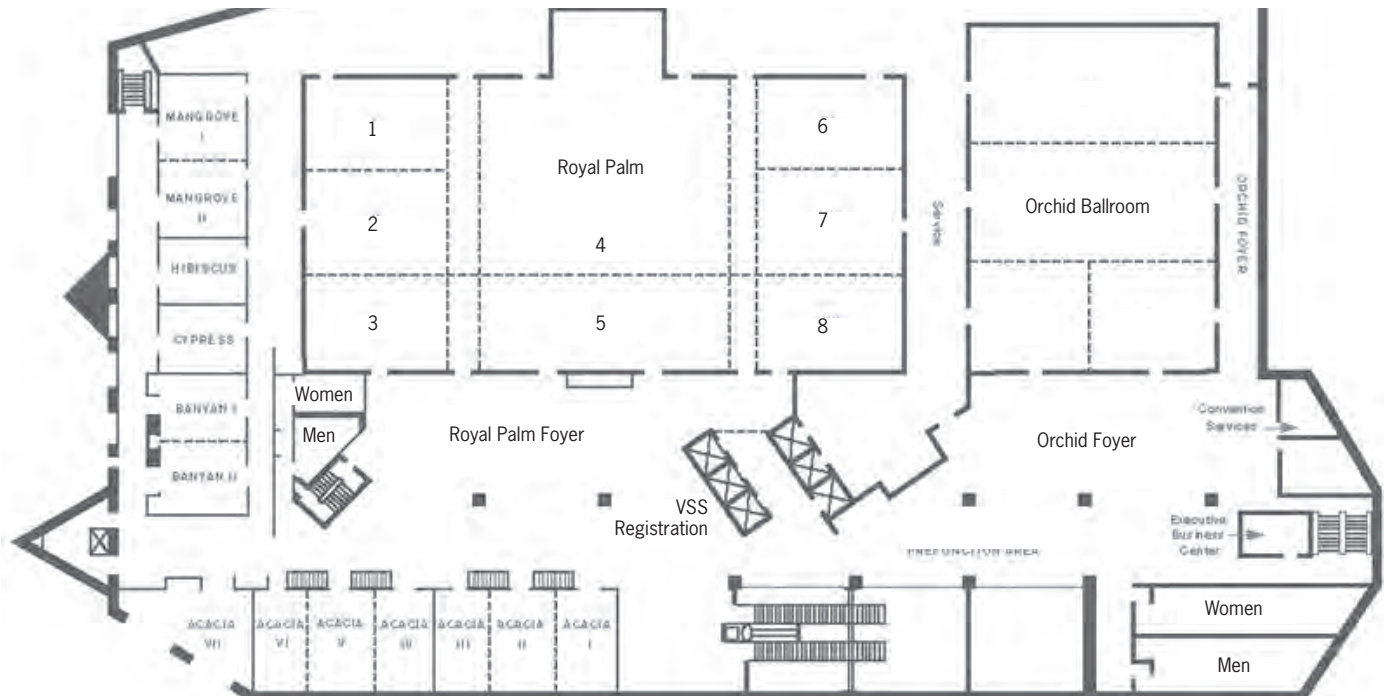 MANGROVE
I
MANGROVE
II
HIBISCUS
CYPRESS
BANYAN I
BANYAN II
1
2
3
Royal Palm
4
5
6
7
8
Service
Orchid Ballroom
ORCHID FOYER
Women
Men
Royal Palm Foyer
VSS
Registration
Orchid Foyer
Convention
Services
Executive
Business
Center
PREFUNCTION AREA
ACACIA
VII
ACACIA
VI
ACACIA
V
ACACIA
ACACIA
III
ACACIA
II
ACACIA
I
Women
Men